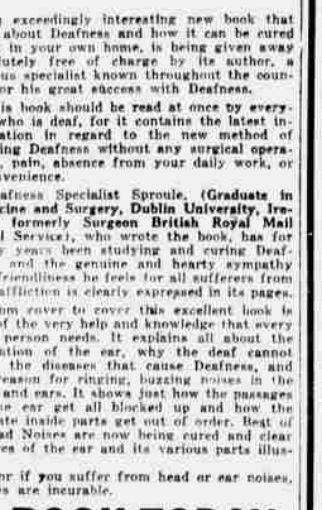 exceedingly interesting new book that
about Deafness and how it can be cured
in your own home, is being given away
lutely free of charge by its author, a
us specialist known throughout the coun-
or his great success with Deafness.
is book should be read at once by every-
who is deaf, for it contains the latest in-
ation in regard to the new method of
ing Deafness without any surgical opera-
, pain, absence from your daily work, or
nvenience.
afness Specialist Sproule, (Graduate in
cine and Surgery, Dublin University, Ire-
formerly Surgeon British Royal Mail
l Service), who wrote the book, has for
y years been studying and curing Deaf-
and the genuine and hearty sympathy
friendliness he feels for all sufferers from
affliction is clearly expressed in its pages.
om cover to cover this excellent book is
of the very help and knowledge that every
person needs. It explains all about the
ution of the ear, why the deaf cannot
the diseases that cause Deafness, and
reason for ringing, buzzing noises in the
and ears. It shows just how the passages
he ear get all blocked up and how the
ate inside parts get out of order. Best of
ad Noises are now being cured and clear
res of the ear and its various parts illus-
or if you suffer from head or ear noises,
es are incurable.
BOOK TODAY